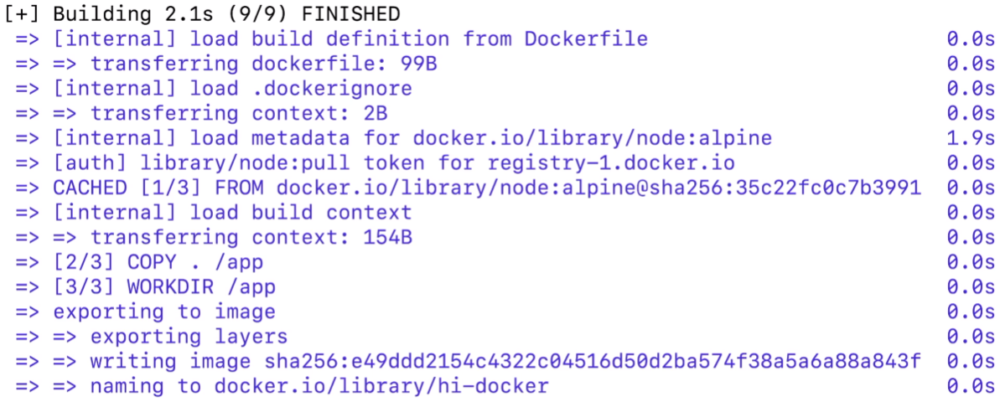 [+] Building 2.1s (9/9) FINISHED
=> [internal] load build definition from Dockerfile 0.0s
=> => transferring dockerfile: 99B 0.0s
=> [internal] load .dockerignore 0.0s
=> => transferring context: 2B 0.0s
=> [internal] load metadata for docker.io/library/node:alpine 1.9s
=> [auth] library/node:pull token for registry-1.docker.io 0.0s
=> CACHED [1/3] FROM docker.io/library/node:alpine@sha256:35c22fc0c7b3991 0.0s
=> [internal] load build context 0.0s
=> => transferring context: 154B 0.0s
=> [2/3] COPY . /app 0.0s
=> [3/3] WORKDIR /app 0.0s
=> exporting to image 0.0s
=> => exporting layers 0.0s
=> => writing image sha256:e49ddd2154c4322c04516d50d2ba574f38a5a6a88a843f 0.0s
=> => naming to docker.io/library/hi-docker 0.0s